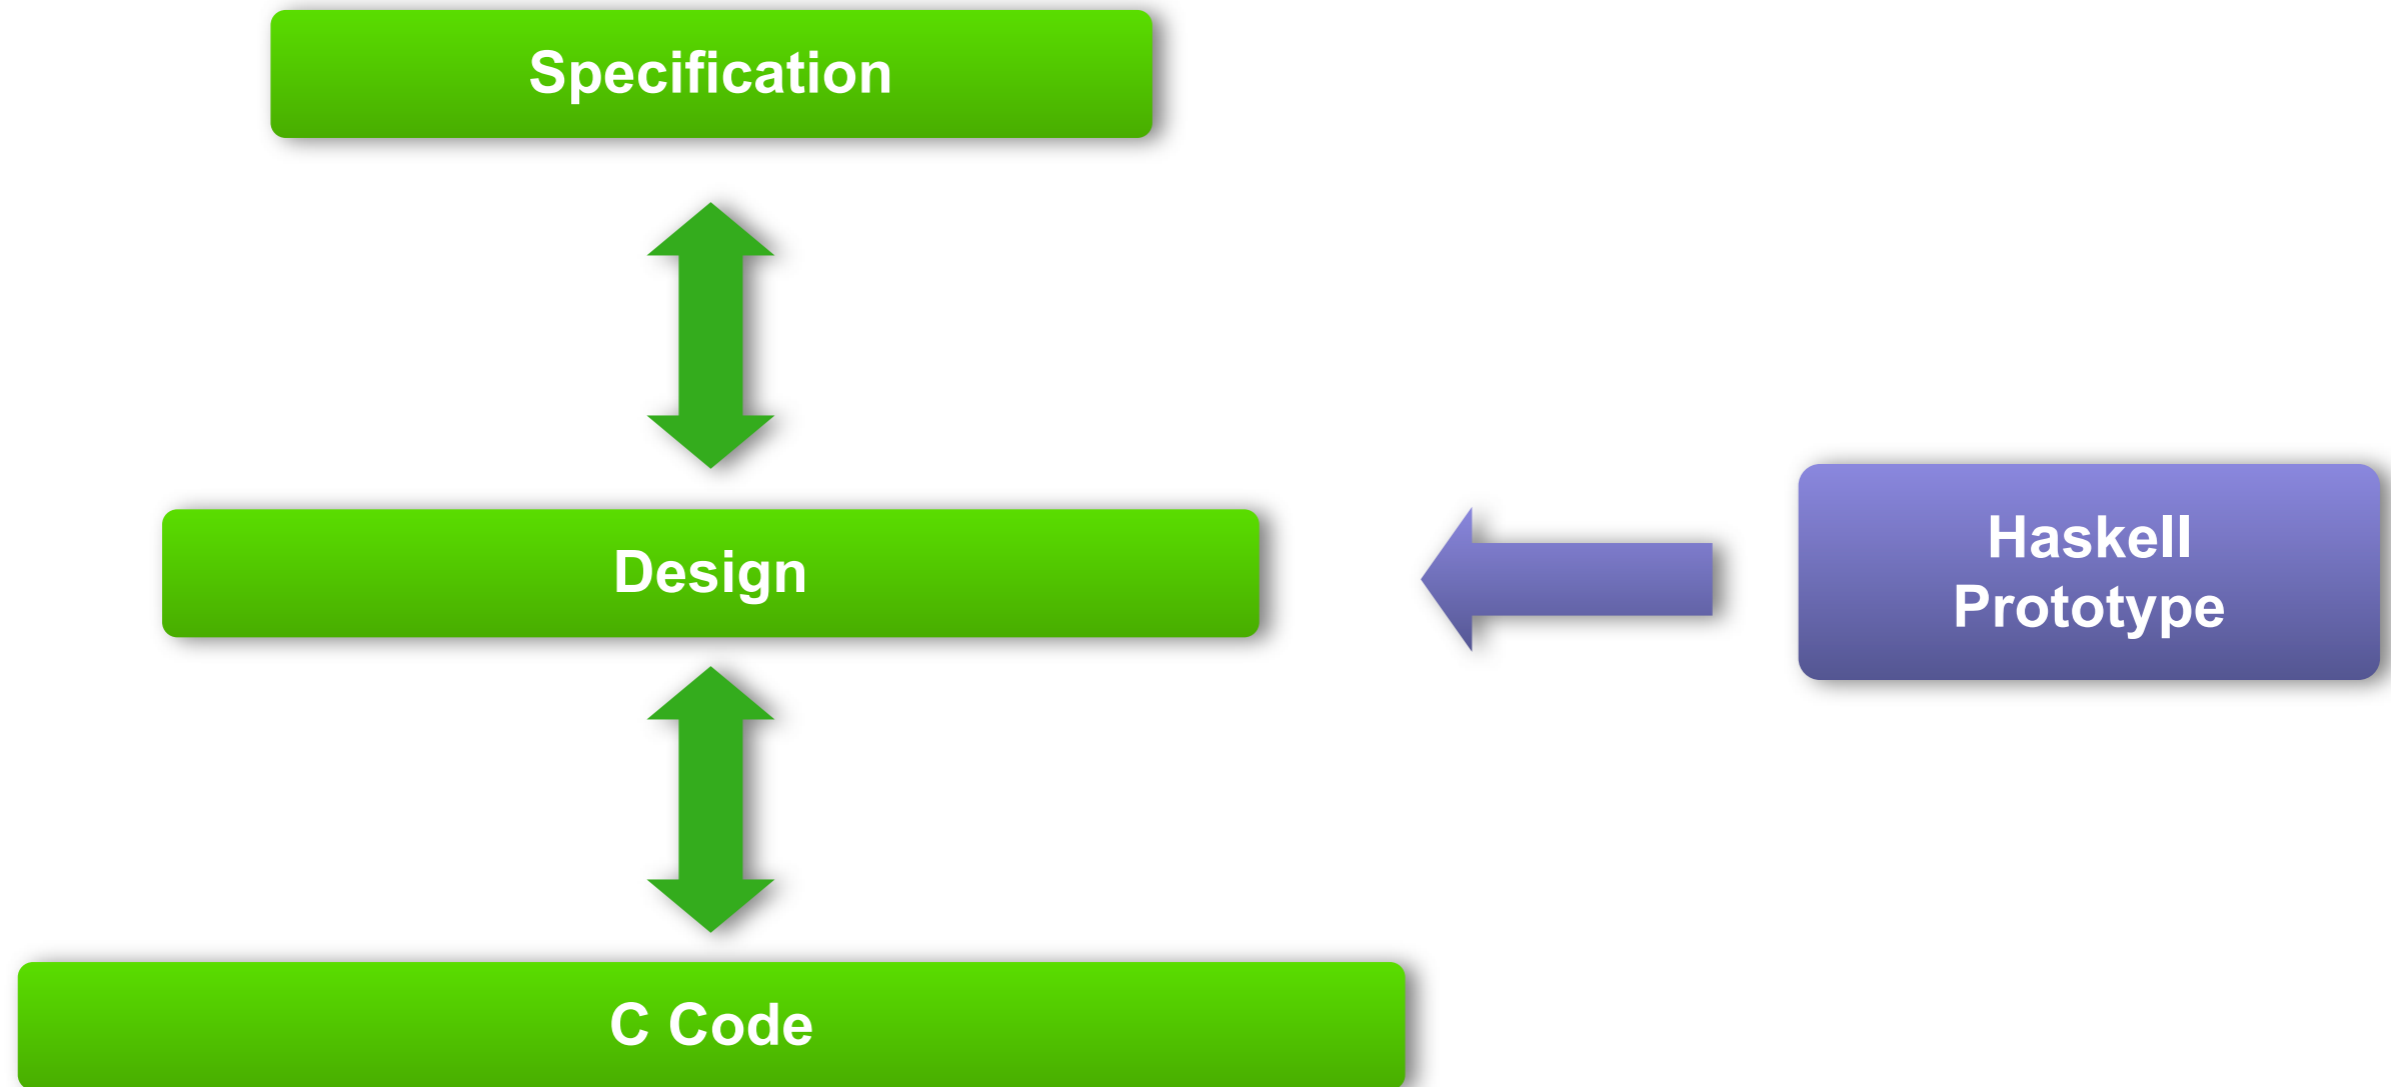 Specification
Design
Haskell
Prototype
C Code